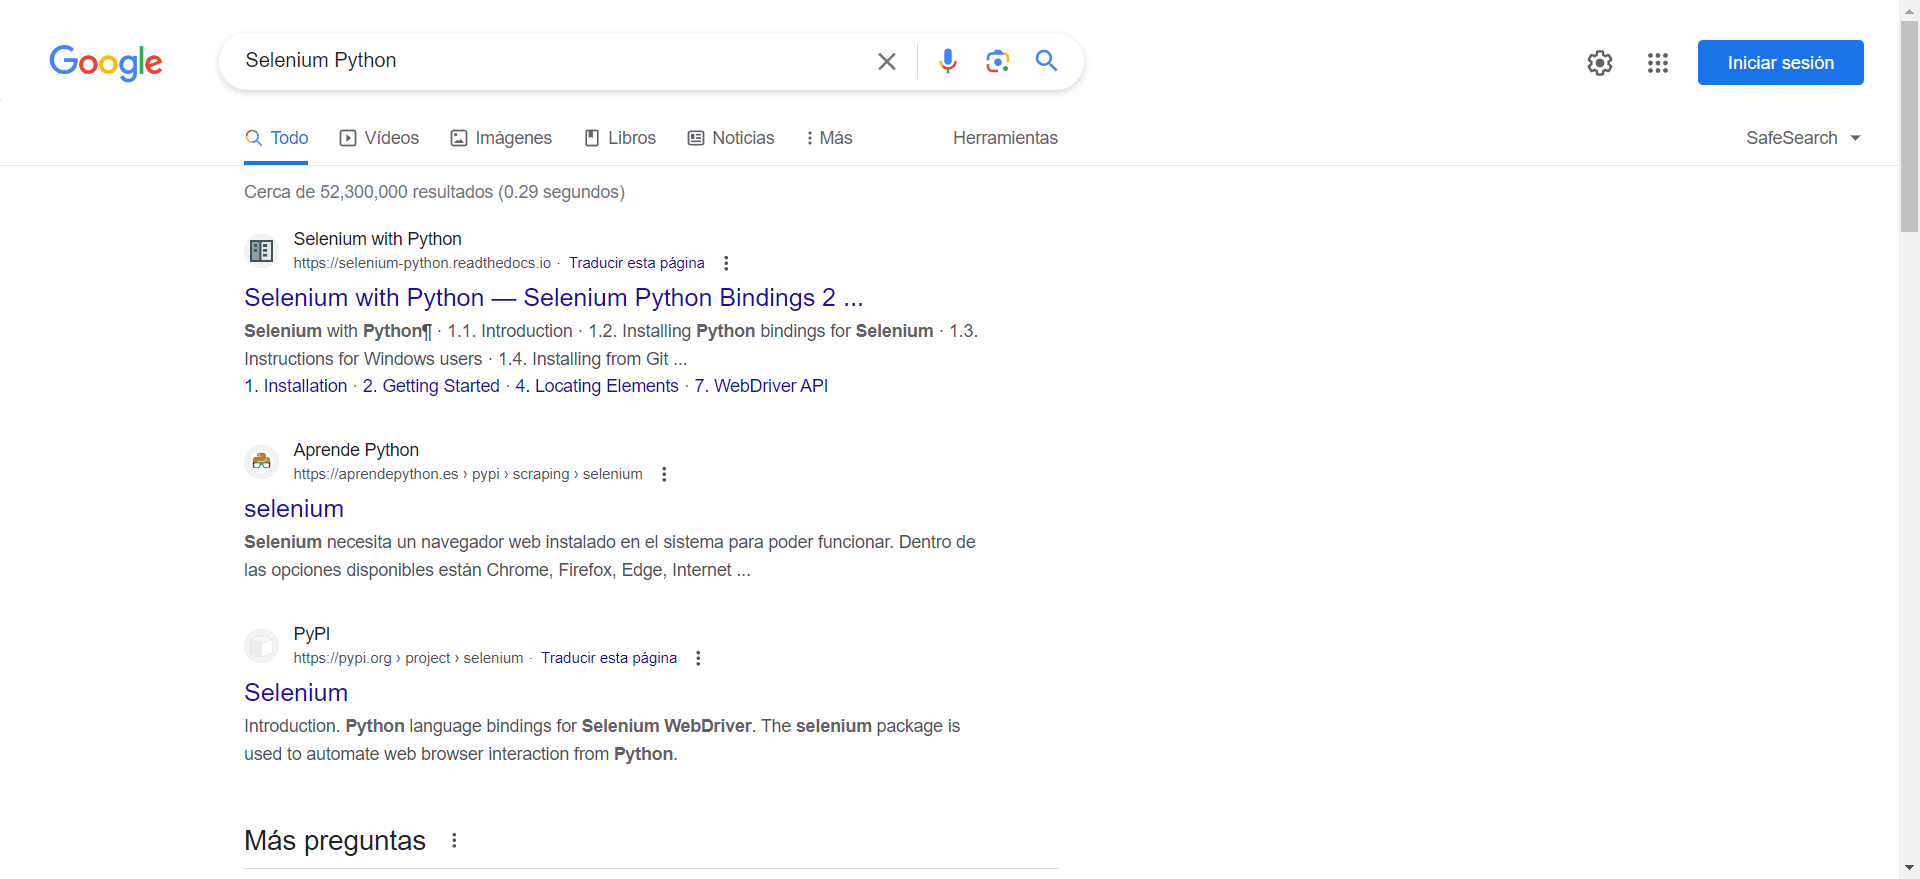 Google
Selenium Python
Iniciar sesión
Todo
Vídeos
Imágenes
Libros
Noticias
Más
Herramientas
SafeSearch
Cerca de 52,300,000 resultados (0.29 segundos)
Selenium with Python
https://selenium-python.readthedocs.io · Traducir esta página
Selenium with Python — Selenium Python Bindings 2 ...
Selenium with Python¶ · 1.1. Introduction · 1.2. Installing Python bindings for Selenium · 1.3.
Instructions for Windows users · 1.4. Installing from Git ...
1. Installation · 2. Getting Started · 4. Locating Elements · 7. WebDriver API
Aprende Python
https://aprendepython.es › pypi › scraping › selenium
selenium
Selenium necesita un navegador web instalado en el sistema para poder funcionar. Dentro de
las opciones disponibles están Chrome, Firefox, Edge, Internet ...
PyPI
https://pypi.org › project › selenium · Traducir esta página
Selenium
Introduction. Python language bindings for Selenium WebDriver. The selenium package is
used to automate web browser interaction from Python.
Más preguntas